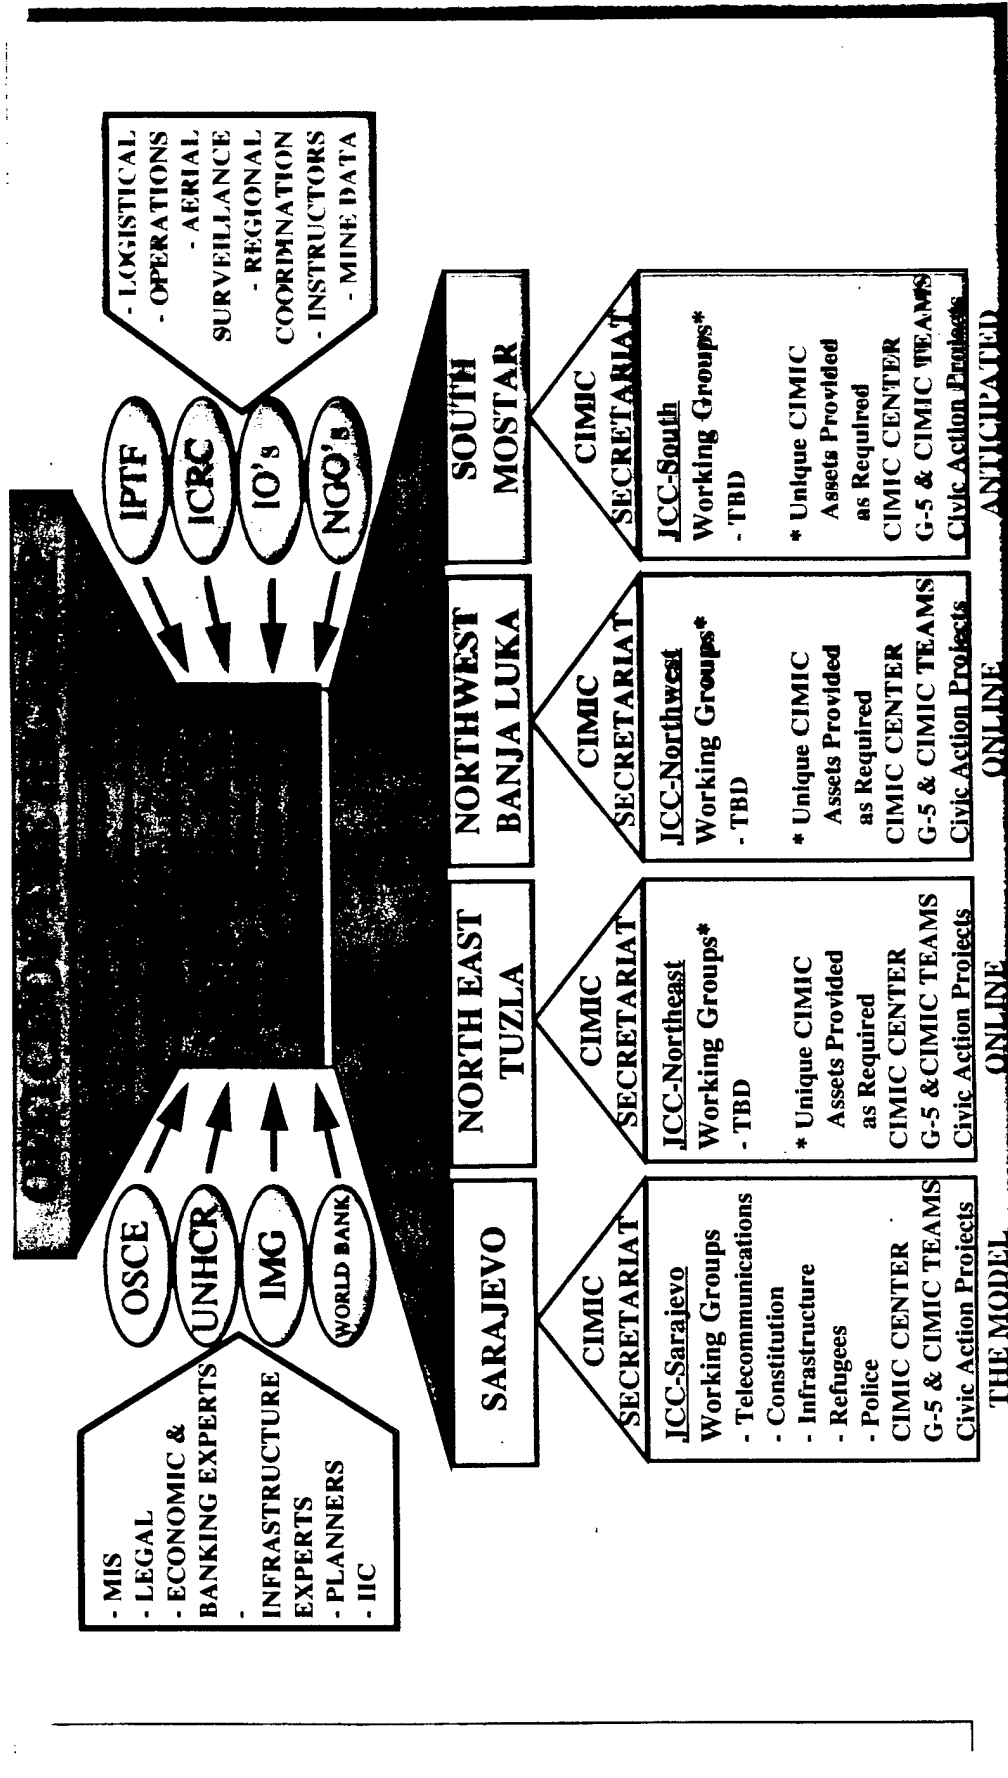 - MIS
- LEGAL
- ECONOMIC &
BANKING EXPERTS
-
INFRASTRUCTURE
EXPERTS
- PLANNERS
- IIC
OSCE
UNHCR
IMG
WORLD BANK
IPTF
ICRC
IO's
NGO's
- LOGISTICAL
- OPERATIONS
- AERIAL
SURVEILLANCE
- REGIONAL
COORDINATION
- INSTRUCTORS
- MINE DATA
SARAJEVO
CIMIC
SECRETARIAT
JCC-Sarajevo
Working Groups
- Telecommunications
- Constitution
- Infrastructure
- Refugees
- Police
CIMIC CENTER
G-5 & CIMIC TEAMS
Civic Action Projects
THE MODEL
NORTH EAST
TUZLA
CIMIC
SECRETARIAT
JCC-Northeast
Working Groups*
- TBD
* Unique CIMIC
Assets Provided
as Required
CIMIC CENTER
G-5 &CIMIC TEAMS
Civic Action Projects
ONLINE
NORTHWEST
BANJA LUKA
CIMIC
SECRETARIAT
JCC-Northwest
Working Groups*
- TBD
* Unique CIMIC
Assets Provided
as Required
CIMIC CENTER
G-5 & CIMIC TEAMS
Civic Action Projects
ONLINE
SOUTH
MOSTAR
CIMIC
SECRETARIAT
JCC-South
Working Groups*
- TBD
* Unique CIMIC
Assets Provided
as Required
CIMIC CENTER
G-5 & CIMIC TEAMS
Civic Action Projects
ANTICIPATED